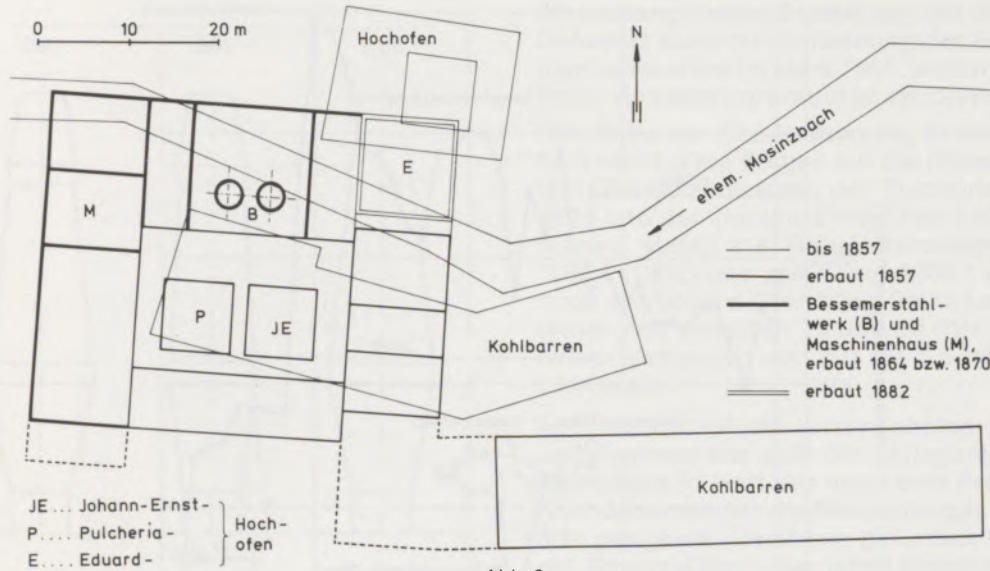 0 10 20 m
Hochofen
N
ehem. Mosinzbach
E
M
B
P
JE
Kohlbarren
bis 1857
erbaut 1857
Bessemerstahl-
werk (B) und
Maschinenhaus (M),
erbaut 1864 bzw. 1870
erbaut 1882
Kohlbarren
JE ... Johann-Ernst-
P .... Pulcheria-
E .... Eduard-
Hoch-
ofen